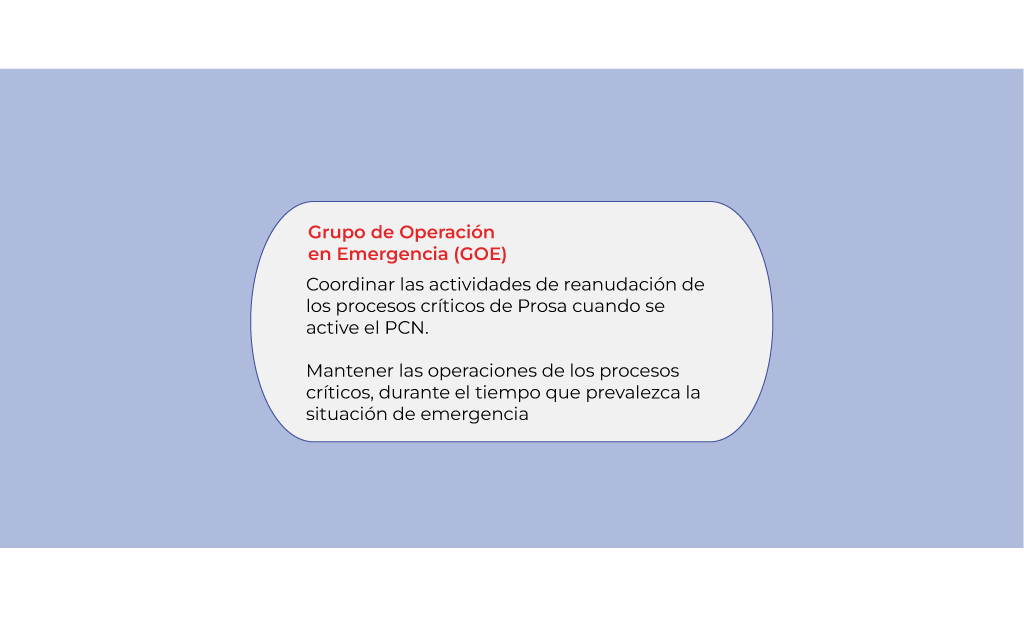 Grupo de Operación
en Emergencia (GOE)
Coordinar las actividades de reanudación de
los procesos críticos de Prosa cuando se
active el PCN.
Mantener las operaciones de los procesos
críticos, durante el tiempo que prevalezca la
situación de emergencia